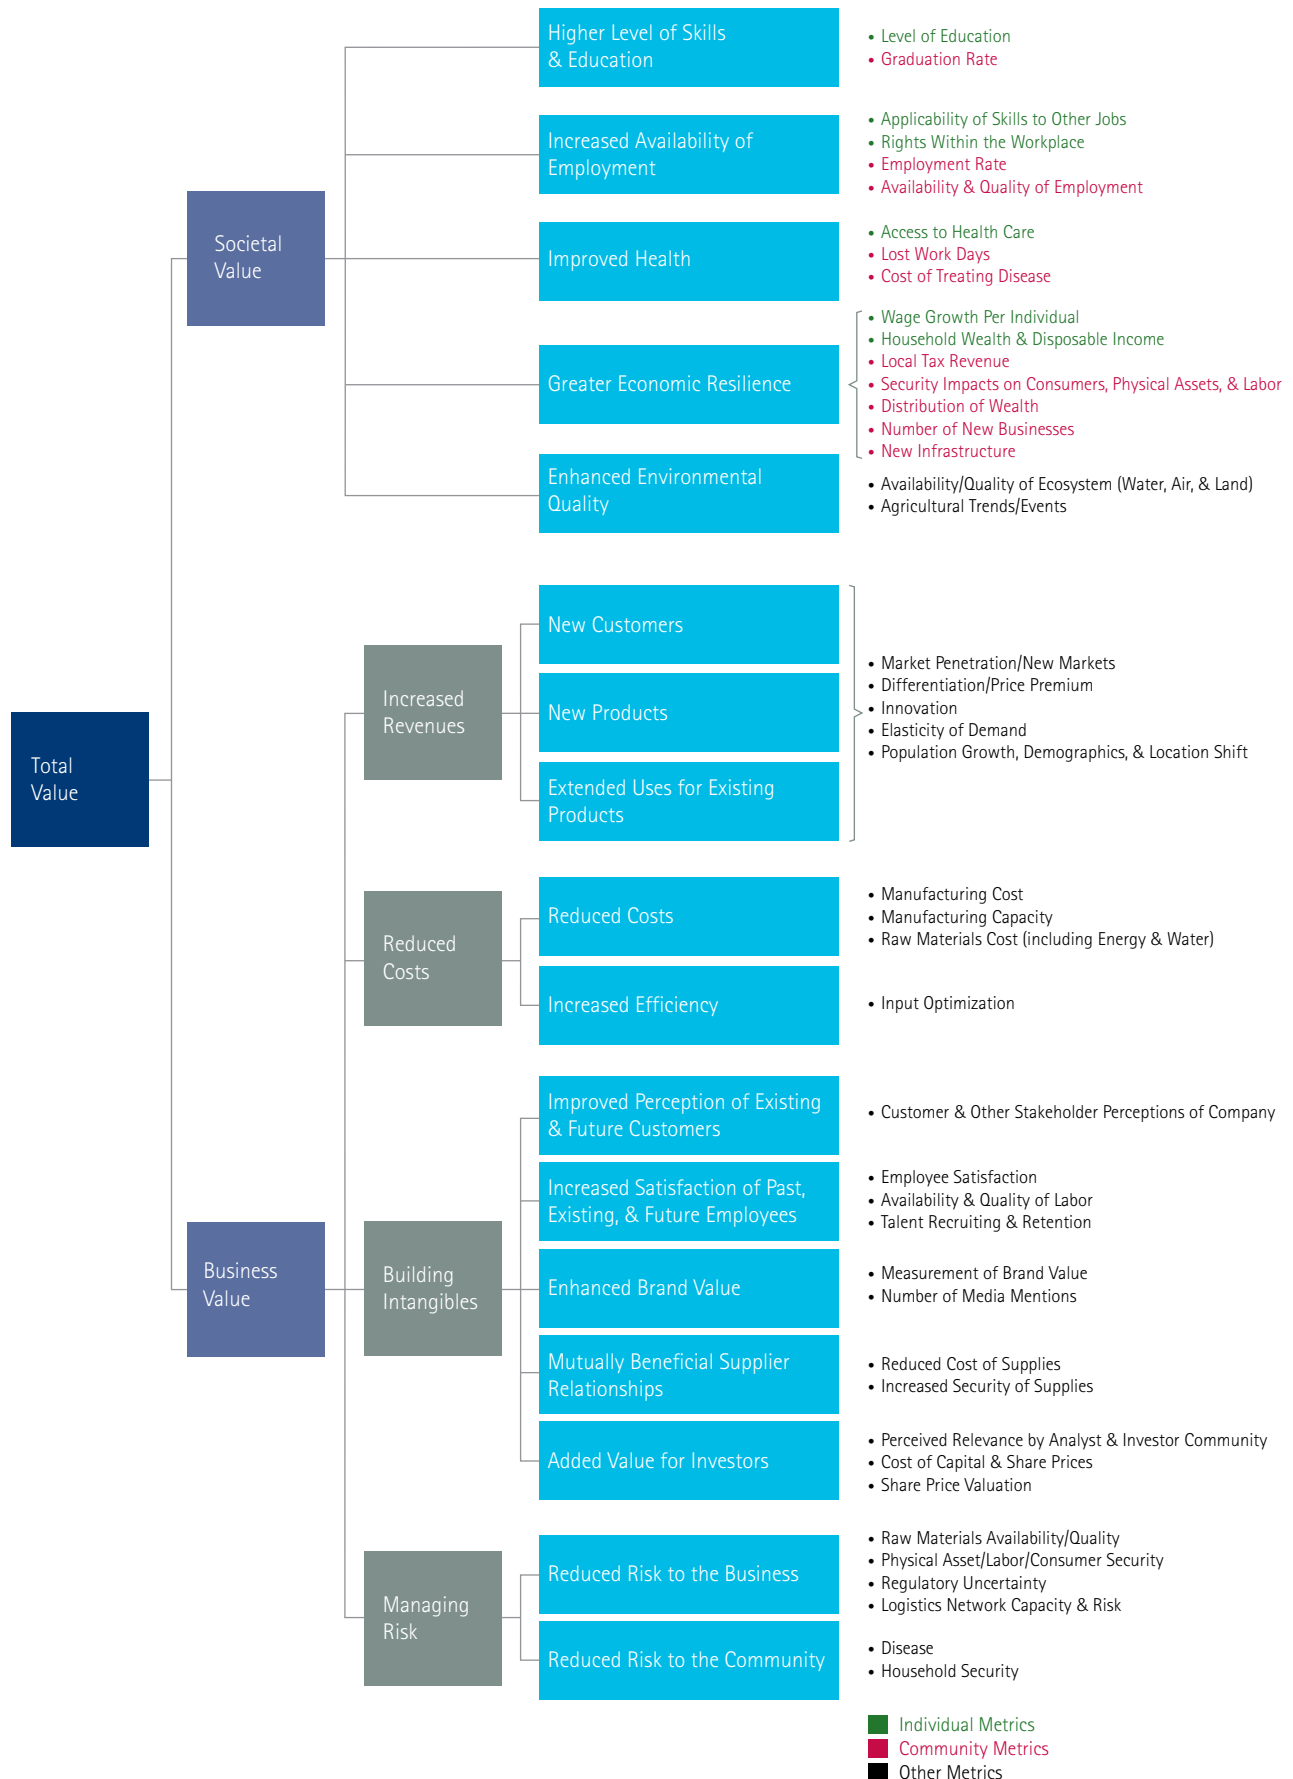 Higher Level of Skills
& Education
• Level of Education
• Graduation Rate
Increased Availability of
Employment
• Applicability of Skills to Other Jobs
• Rights Within the Workplace
• Employment Rate
• Availability & Quality of Employment
Societal
Value
Improved Health
• Access to Health Care
• Lost Work Days
• Cost of Treating Disease
Greater Economic Resilience
• Wage Growth Per Individual
• Household Wealth & Disposable Income
• Local Tax Revenue
• Security Impacts on Consumers, Physical Assets, & Labor
• Distribution of Wealth
• Number of New Businesses
• New Infrastructure
Enhanced Environmental
Quality
• Availability/Quality of Ecosystem (Water, Air, & Land)
• Agricultural Trends/Events
Total
Value
Increased
Revenues
New Customers
New Products
Extended Uses for Existing
Products
• Market Penetration/New Markets
• Differentiation/Price Premium
• Innovation
• Elasticity of Demand
• Population Growth, Demographics, & Location Shift
Reduced
Costs
Reduced Costs
• Manufacturing Cost
• Manufacturing Capacity
• Raw Materials Cost (including Energy & Water)
Increased Efficiency
• Input Optimization
Business
Value
Building
Intangibles
Improved Perception of Existing
& Future Customers
• Customer & Other Stakeholder Perceptions of Company
Increased Satisfaction of Past,
Existing, & Future Employees
• Employee Satisfaction
• Availability & Quality of Labor
• Talent Recruiting & Retention
Enhanced Brand Value
• Measurement of Brand Value
• Number of Media Mentions
Mutually Beneficial Supplier
Relationships
• Reduced Cost of Supplies
• Increased Security of Supplies
Added Value for Investors
• Perceived Relevance by Analyst & Investor Community
• Cost of Capital & Share Prices
• Share Price Valuation
Managing
Risk
Reduced Risk to the Business
• Raw Materials Availability/Quality
• Physical Asset/Labor/Consumer Security
• Regulatory Uncertainty
• Logistics Network Capacity & Risk
Reduced Risk to the Community
• Disease
• Household Security
Individual Metrics
Community Metrics
Other Metrics